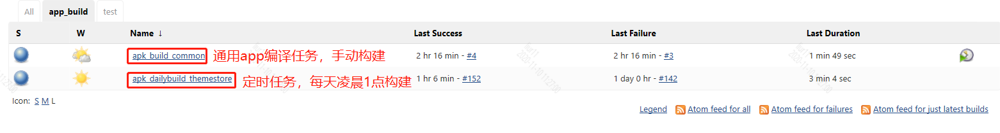 All app_build test
S W Name ↓ Last Success Last Failure Last Duration
apk_build_common 通用app编译任务，手动构建 2 hr 16 min - #4 2 hr 16 min - #3 1 min 49 sec
apk_dailybuild_themestore 定时任务，每天凌晨1点构建 1 hr 6 min - #152 1 day 0 hr - #142 3 min 4 sec
Icon: S M L
Legend Atom feed for all Atom feed for failures Atom feed for just latest builds